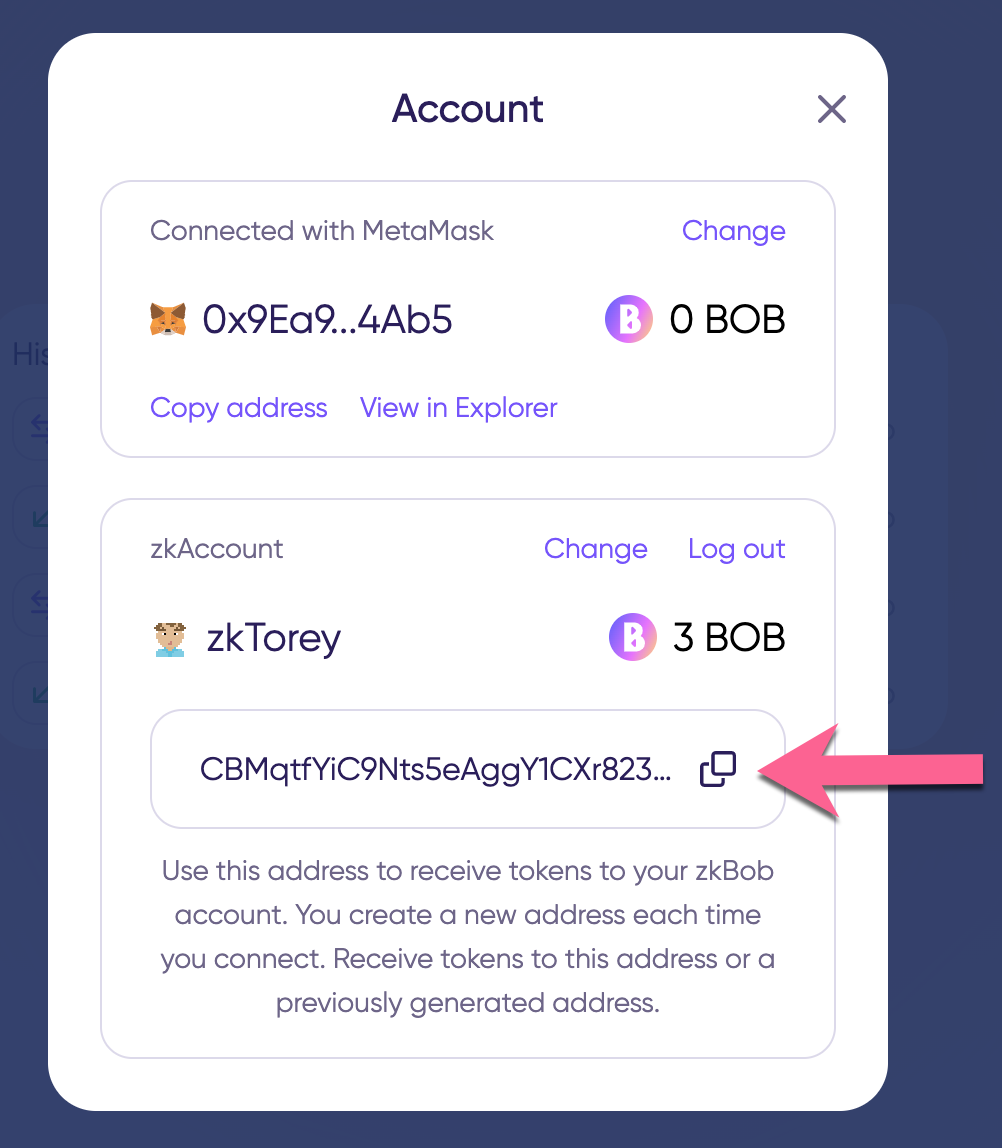 Account
Connected with MetaMask Change
0x9Ea9...4Ab5 0 BOB
Copy address View in Explorer
His
zkAccount Change Log out
zkTorey 3 BOB
CBMqtfYiC9Nts5eAggY1CXr823...
Use this address to receive tokens to your zkBob
account. You create a new address each time
you connect. Receive tokens to this address or a
previously generated address.